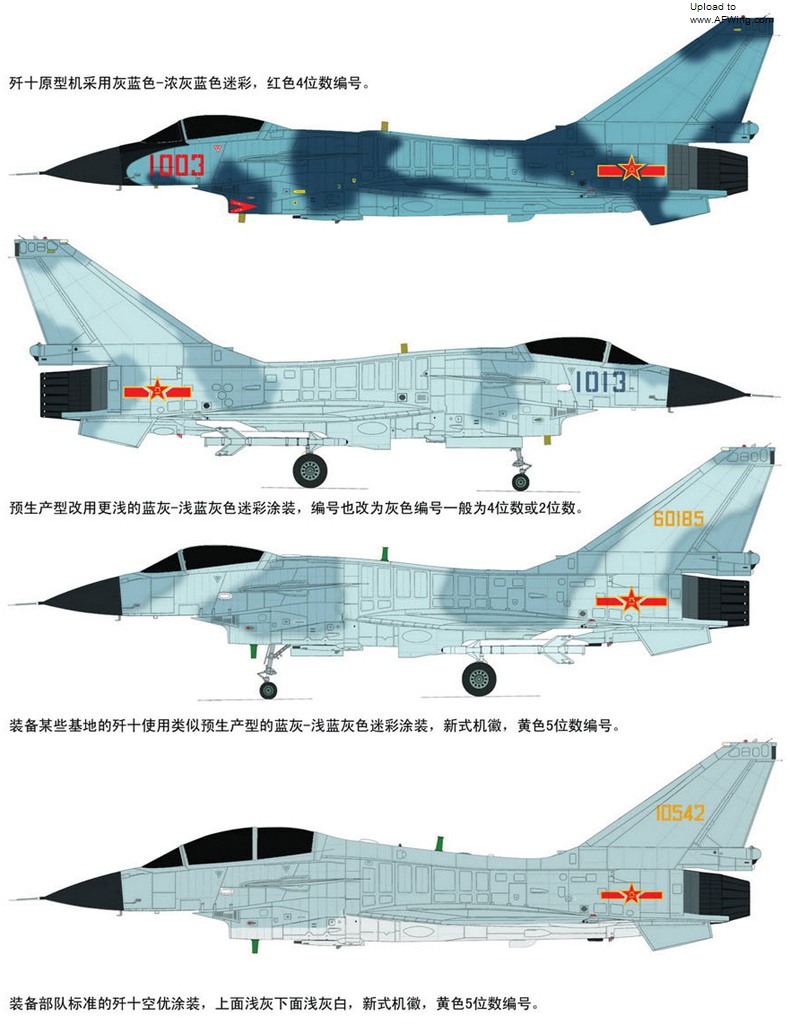 Upload to
www.AFWing.com
歼十原型机采用灰蓝色-浓灰蓝色迷彩，红色4位数编号。
1003
1013
预生产型改用更浅的蓝灰-浅蓝灰色迷彩涂装，编号也改为灰色编号一般为4位数或2位数。
60185
装备某些基地的歼十使用类似预生产型的蓝灰-浅蓝灰色迷彩涂装，新式机徽，黄色5位数编号。
10542
装备部队标准的歼十空优涂装，上面浅灰下面浅灰白，新式机徽，黄色5位数编号。